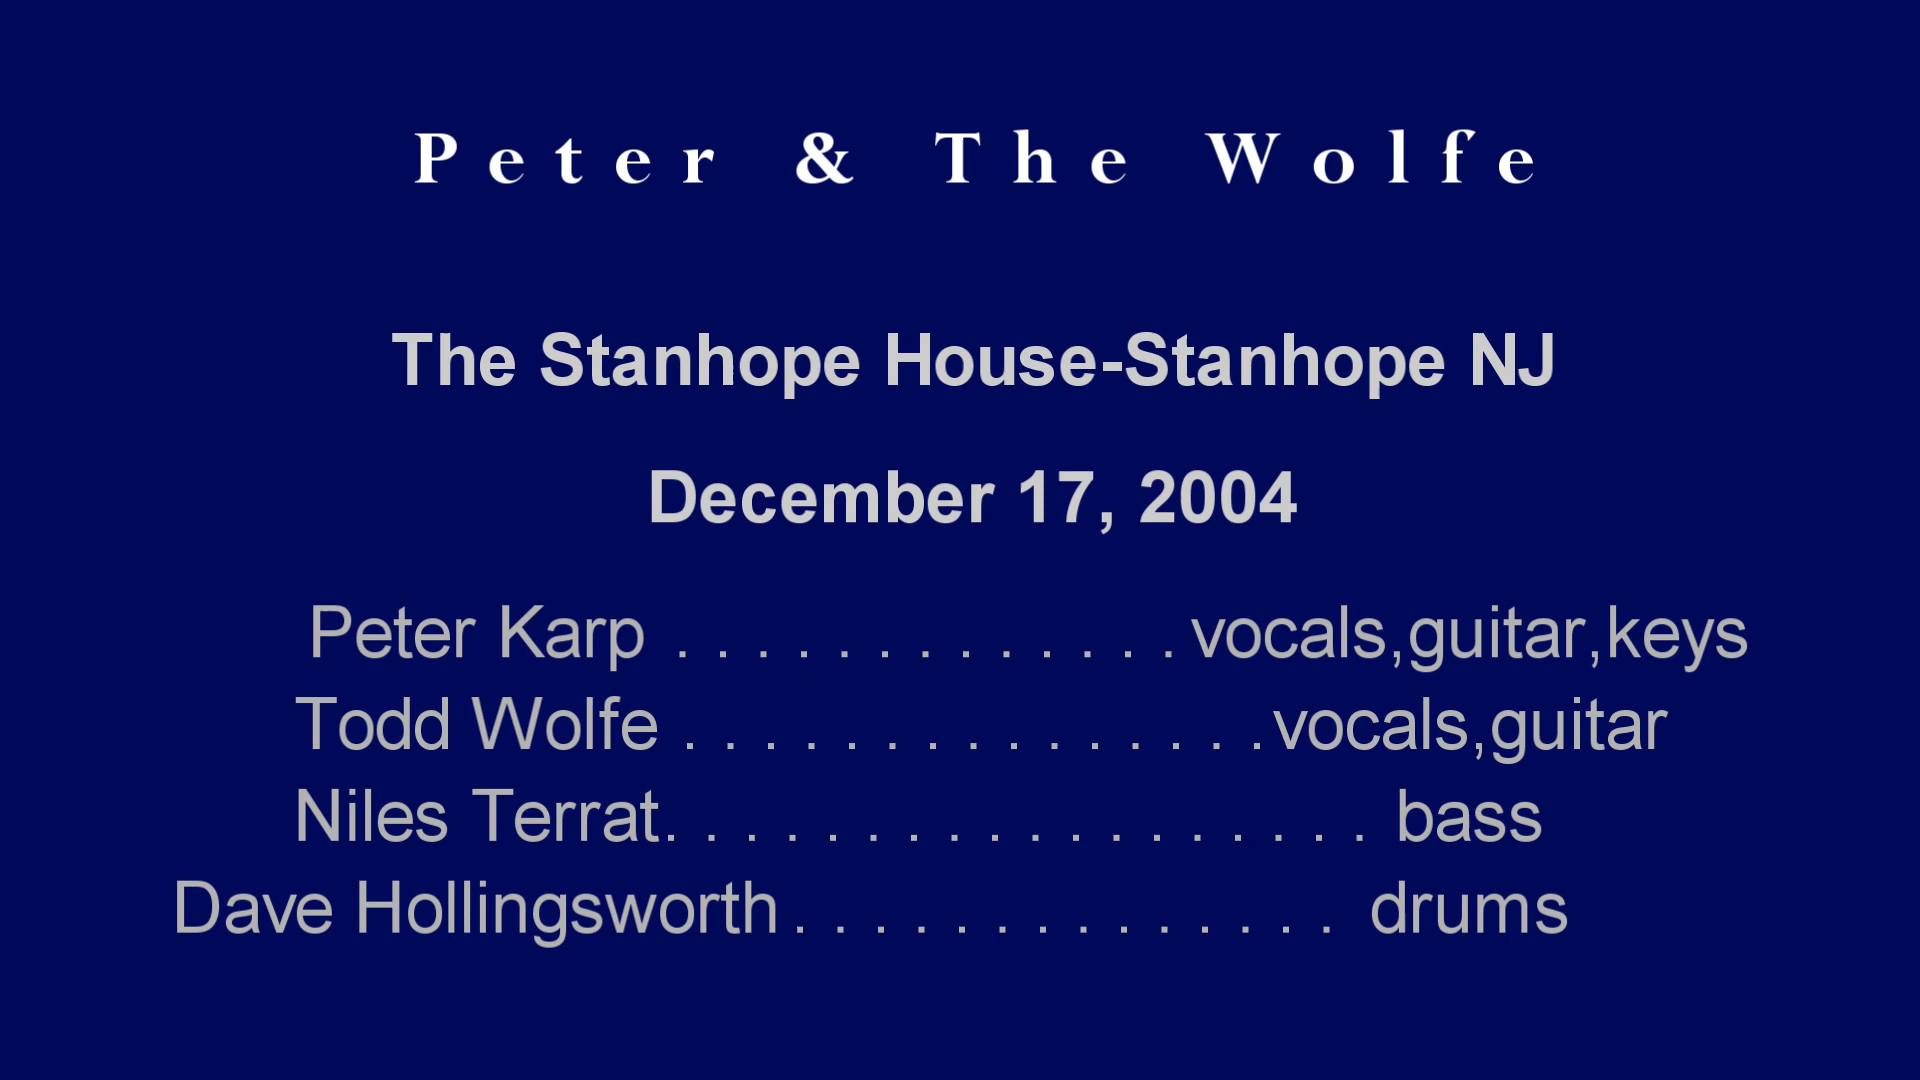 Peter & The Wolfe
The Stanhope House-Stanhope NJ
December 17, 2004
Peter Karp . . . . . . . . . . . . . vocals,guitar,keys
Todd Wolfe . . . . . . . . . . . . . . . vocals,guitar
Niles Terrat. . . . . . . . . . . . . . . . . . bass
Dave Hollingsworth . . . . . . . . . . . . . . drums